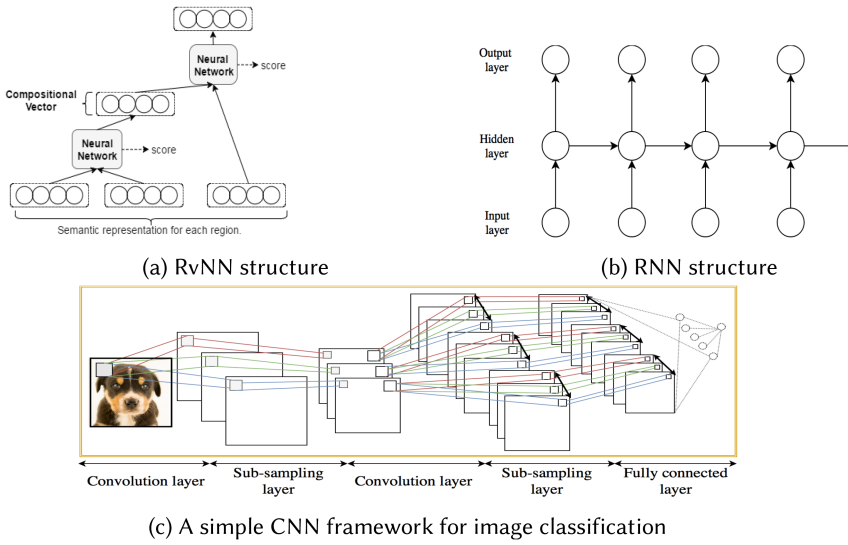 Neural
Network
score
Compositional
Vector
Neural
Network
score
Semantic representation for each region.
(a) RvNN structure
Output
layer
Hidden
layer
Input
layer
(b) RNN structure
Convolution layer
Sub-sampling
layer
Convolution layer
Sub-sampling
layer
Fully connected
layer
(c) A simple CNN framework for image classification